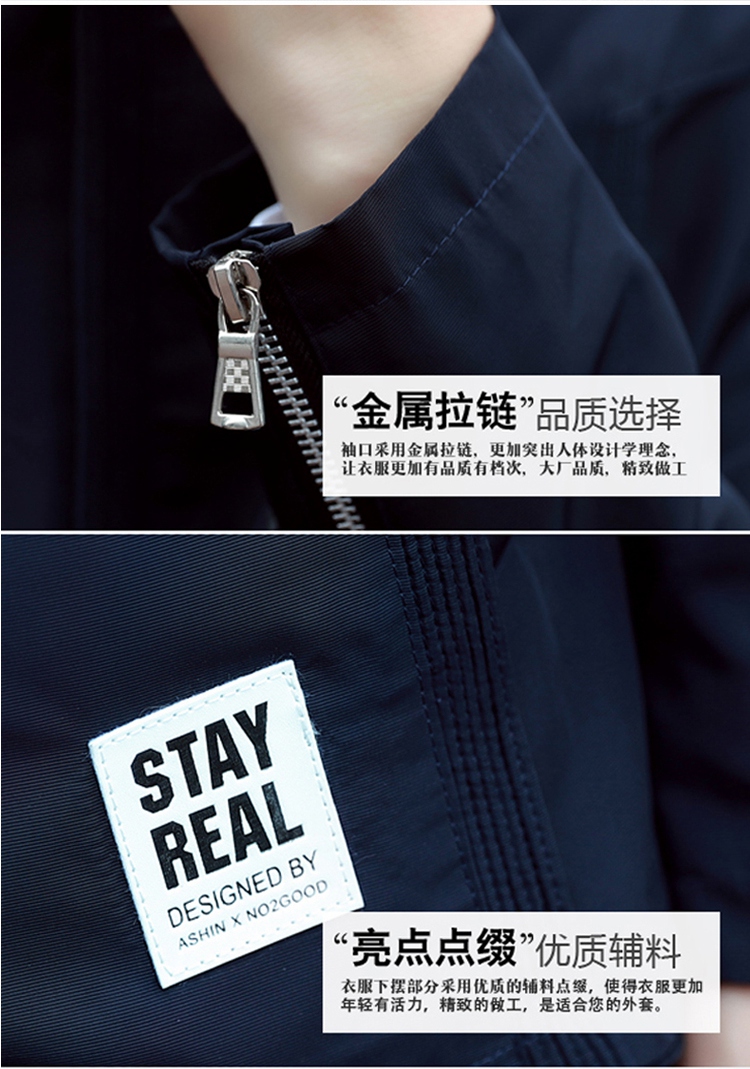 “金属拉链”品质选择
袖口采用金属拉链，更加突出人体设计学理念，
让衣服更加有品质有档次，大厂品质，精致做工
STAY
REAL
DESIGNED BY
ASHIN X NO2GOOD
“亮点点缀”优质辅料
衣服下摆部分采用优质的辅料点缀，使得衣服更加
年轻有活力，精致的做工，是适合您的外套。